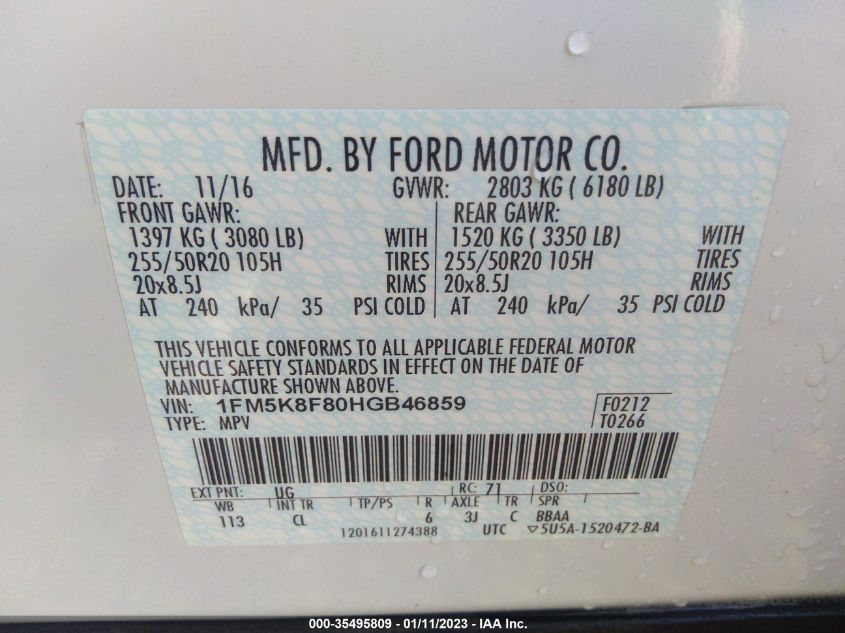 MFD. BY FORD MOTOR CO.
DATE: 11/16 GVWR: 2803 KG ( 6180 LB)
FRONT GAWR: REAR GAWR:
1397 KG ( 3080 LB) WITH 1520 KG ( 3350 LB) WITH
255/50R20 105H TIRES 255/50R20 105H TIRES
20x8.5J RIMS 20x8.5J RIMS
AT 240 kPa/ 35 PSI COLD AT 240 kPa/ 35 PSI COLD
THIS VEHICLE CONFORMS TO ALL APPLICABLE FEDERAL MOTOR
VEHICLE SAFETY STANDARDS IN EFFECT ON THE DATE OF
MANUFACTURE SHOWN ABOVE.
VIN: 1FM5K8F80HGB46859 F0212
TYPE: MPV T0266
EXT PNT: UG RC: 71 DSO:
WB INT TR TP/PS R AXLE TR SPR
113 CL 6 3J C BBAA
1201611274388 UTC ▽5U5A-1520472-BA
000-35495809 - 01/11/2023 - IAA Inc.